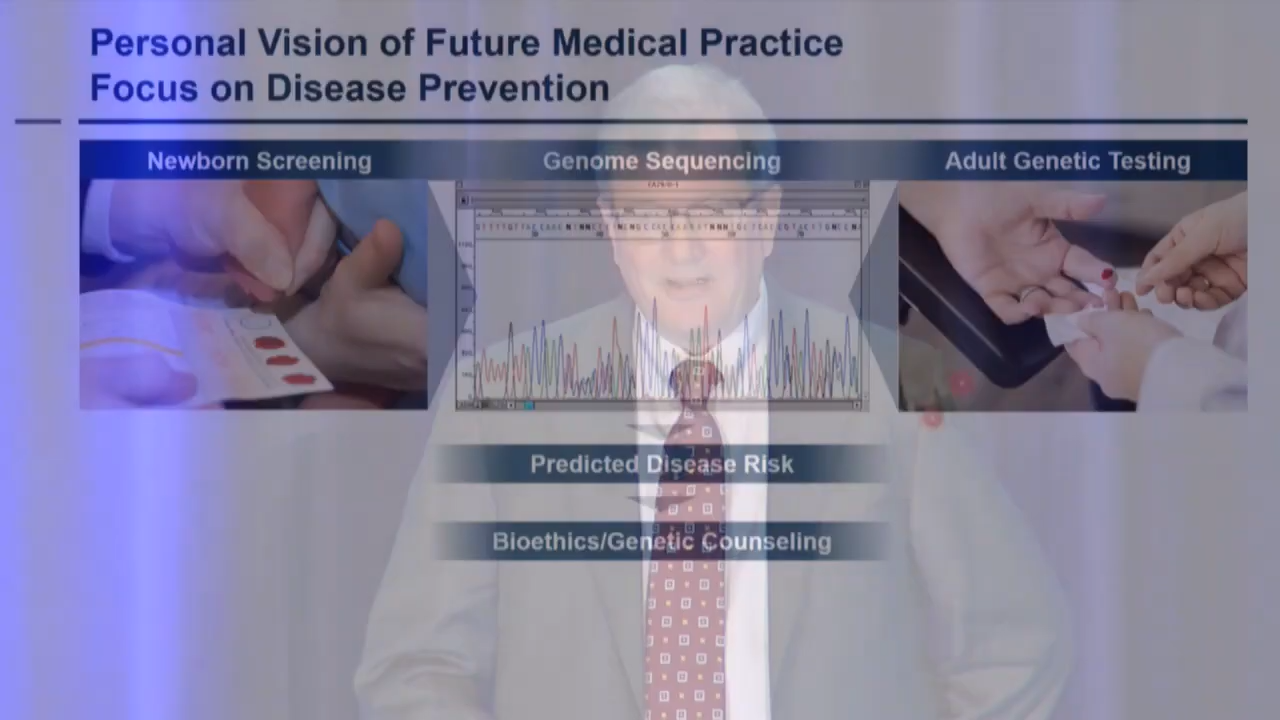 Personal Vision of Future Medical Practice
Focus on Disease Prevention
Newborn Screening
Genome Sequencing
Adult Genetic Testing
Predicted Disease Risk
Bioethics/Genetic Counseling